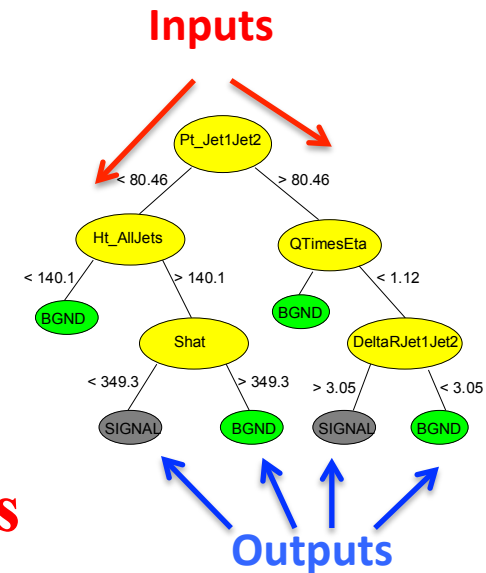 Inputs
Pt_Jet1Jet2
< 80.46 > 80.46
Ht_AllJets QTimesEta
< 140.1 > 140.1 < 1.12
BGND BGND
Shat DeltaRJet1Jet2
< 349.3 > 349.3 > 3.05 < 3.05
SIGNAL BGND SIGNAL BGND
s
Outputs